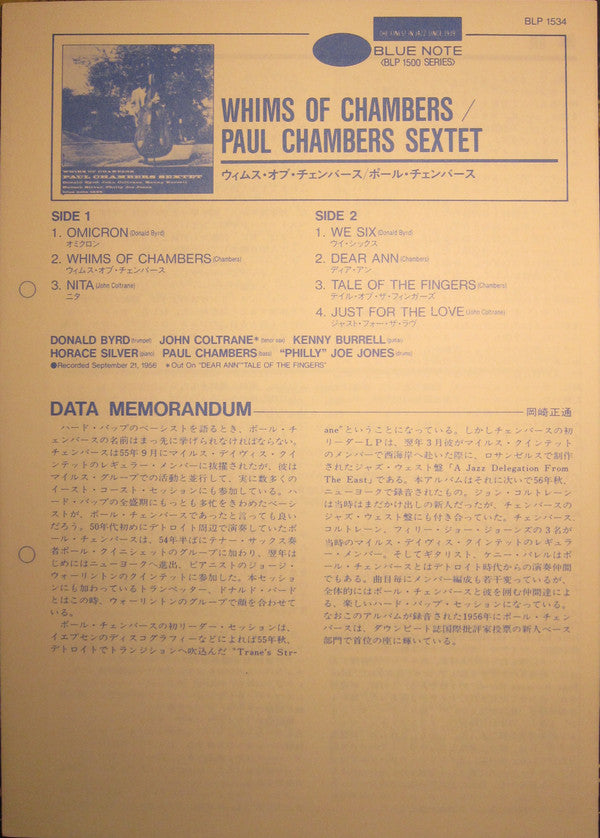 BLP 1534
THE FINEST IN JAZZ SINCE 1939
BLUE NOTE
〈BLP 1500 SERIES〉
WHIMS OF CHAMBERS /
PAUL CHAMBERS SEXTET
ウィムス・オブ・チェンバース/ポール・チェンバース
WHIMS OF CHAMBERS
PAUL CHAMBERS SEXTET
Donald Byrd John Coltrane Kenny Burrell
Horace Silver Philly Joe Jones
blue note 1534
SIDE 1
1. OMICRON (Donald Byrd)
オミクロン
2. WHIMS OF CHAMBERS (Chambers)
ウィムス・オブ・チェンバース
3. NITA (John Coltrane)
ニタ
SIDE 2
1. WE SIX (Donald Byrd)
ウイ・シックス
2. DEAR ANN (Chambers)
ディア・アン
3. TALE OF THE FINGERS (Chambers)
テイル・オブ・ザ・フィンガーズ
4. JUST FOR THE LOVE (John Coltrane)
ジャスト・フォー・ザ・ラヴ
DONALD BYRD (trumpet) JOHN COLTRANE* (tenor sax) KENNY BURRELL (guitar)
HORACE SILVER (piano) PAUL CHAMBERS (bass) "PHILLY" JOE JONES (drums)
●Recorded September 21, 1956 *Out On "DEAR ANN" "TALE OF THE FINGERS"
DATA MEMORANDUM
岡崎正通
ハード・バップのベーシストを語るとき、ポール・チ
ェンバースの名前はまっ先に挙げられなければならない。
チェンバースは55年9月にマイルス・デイヴィス・クイ
ンテットのレギュラー・メンバーに抜擢されたが、彼は
マイルス・グループでの活動と並行して、実に数多くの
イースト・コースト・セッションにも参加している。ハ
ード・バップの全盛期にもっとも多忙をきわめたベーシ
ストが、ポール・チェンバースであったと言っても良い
だろう。50年代初めにデトロイト周辺で演奏していたポ
ール・チェンバースは、54年半ばにテナー・サックス奏
者ポール・クイニシェットのグループに加わり、翌年は
じめにはニューヨークへ進出、ピアニストのジョージ・
ウォーリントンのクインテットに参加した。本セッショ
ンにも加わっているトランペッター、ドナルド・バード
とはこの時、ウォーリントンのグループで顔を合わせて
いる。
ポール・チェンバースの初リーダー・セッションは、
イエプセンのディスコグラフィーなどによれば55年秋、
デトロイトでトランジションへ吹込んだ "Trane's Str-
ane" ということになっている。しかしチェンバースの初
リーダーLPは、翌年3月彼がマイルス・クインテット
のメンバーで西海岸へ赴いた際に、ロサンゼルスで制作
されたジャズ・ウェスト盤「A Jazz Delegation From
The East」である。本アルバムはそれに次いで56年秋、
ニューヨークで録音されたもの。ジョン・コルトレーン
は当時はまだかけ出しの新人だったが、チェンバースの
ジャズ・ウェスト盤にも付き合っていた。チェンバース、
コルトレーン、フィリー・ジョー・ジョーンズの3名が
当時のマイルス・デイヴィス・クインテットのレギュラ
ー・メンバー。そしてギタリスト、ケニー・バレルはポ
ール・チェンバースとはデトロイト時代からの演奏仲間
でもある。曲目毎にメンバー編成も若干変っているが、
全体的にはポール・チェンバースと彼を囲む仲間達によ
る、楽しいハード・バップ・セッションになっている。
なおこのアルバムが録音された1956年にポール・チェン
バースは、ダウンビート誌国際批評家投票の新人ベース
部門で首位の座に輝いている。